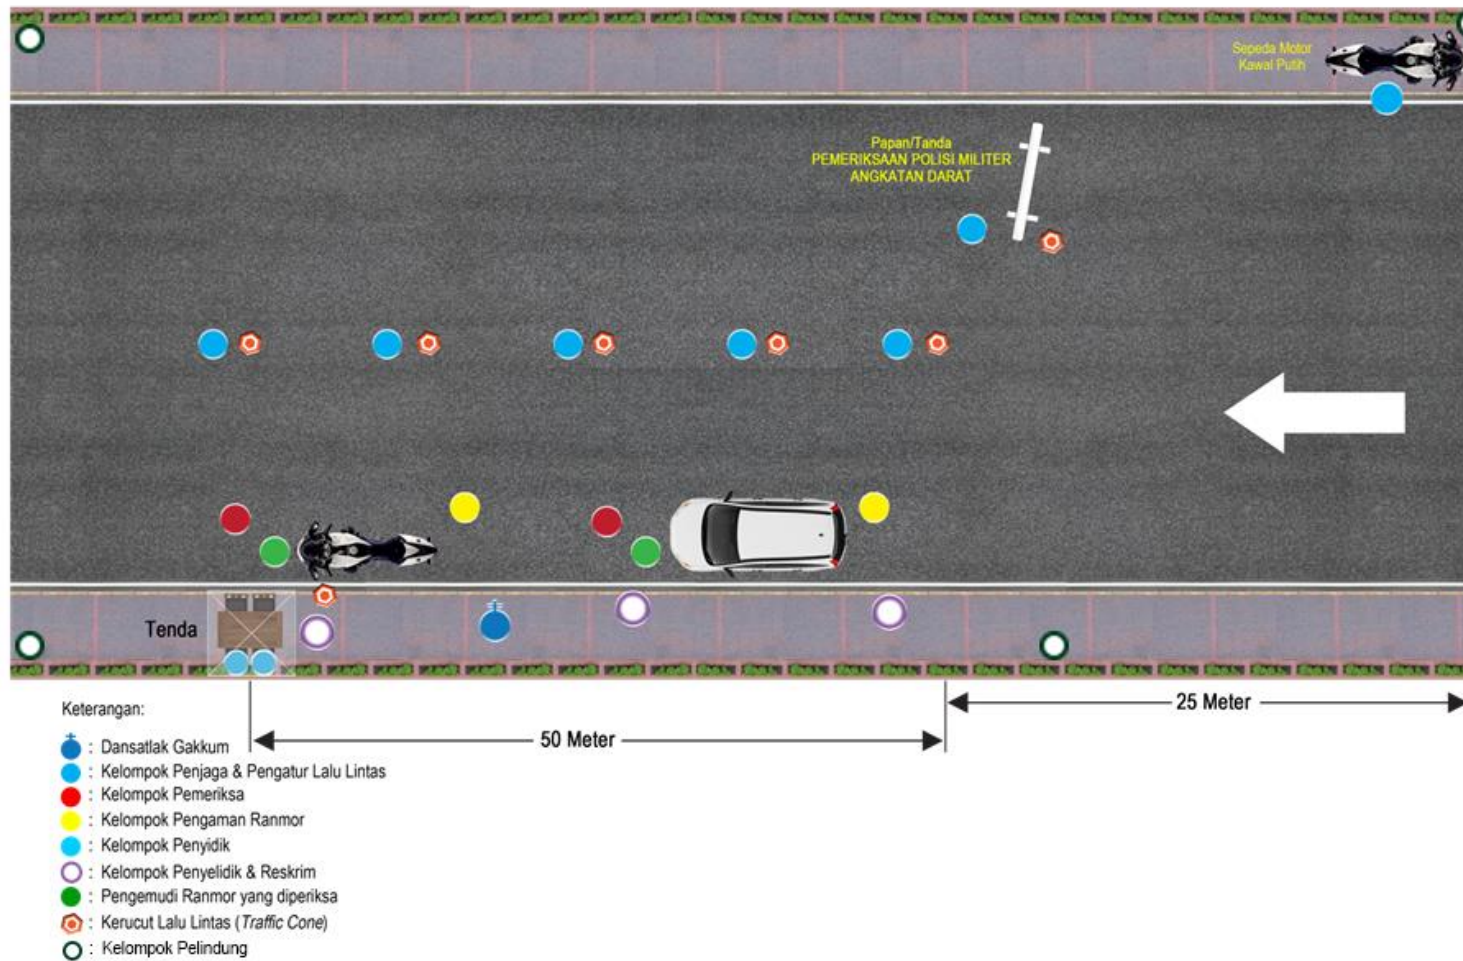 Sepeda Motor
Kawal Putih
Papan/Tanda
PEMERIKSAAN POLISI MILITER
ANGKATAN DARAT
Tenda
25 Meter
50 Meter
Keterangan:
: Dansatlak Gakkum
: Kelompok Penjaga & Pengatur Lalu Lintas
: Kelompok Pemeriksa
: Kelompok Pengaman Ranmor
: Kelompok Penyidik
: Kelompok Penyelidik & Reskrim
: Pengemudi Ranmor yang diperiksa
: Kerucut Lalu Lintas (Traffic Cone)
: Kelompok Pelindung